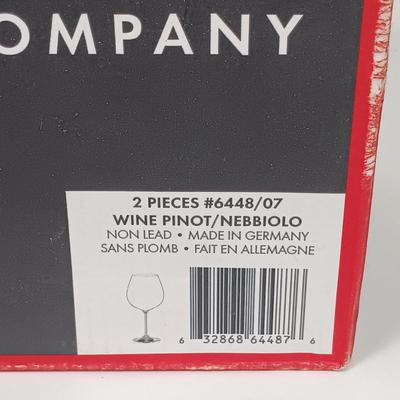 OMPANY
2 PIECES #6448/07
WINE PINOT/NEBBIOLO
NON LEAD • MADE IN GERMANY
SANS PLOMB • FAIT EN ALLEMAGNE
6 32868 64487 6